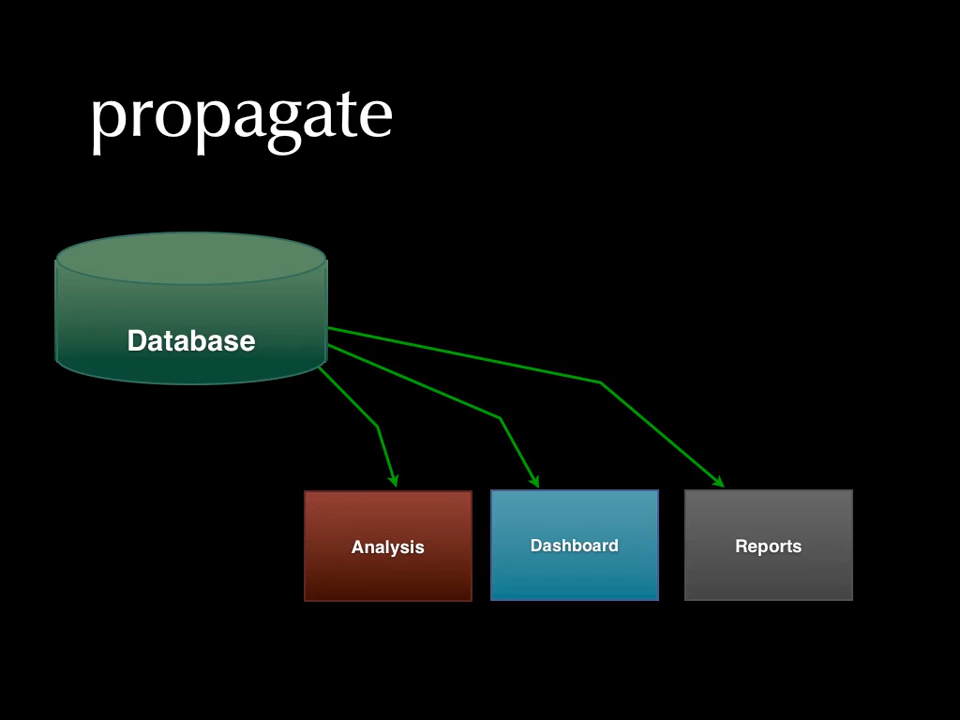 propagate
Database
Analysis
Dashboard
Reports